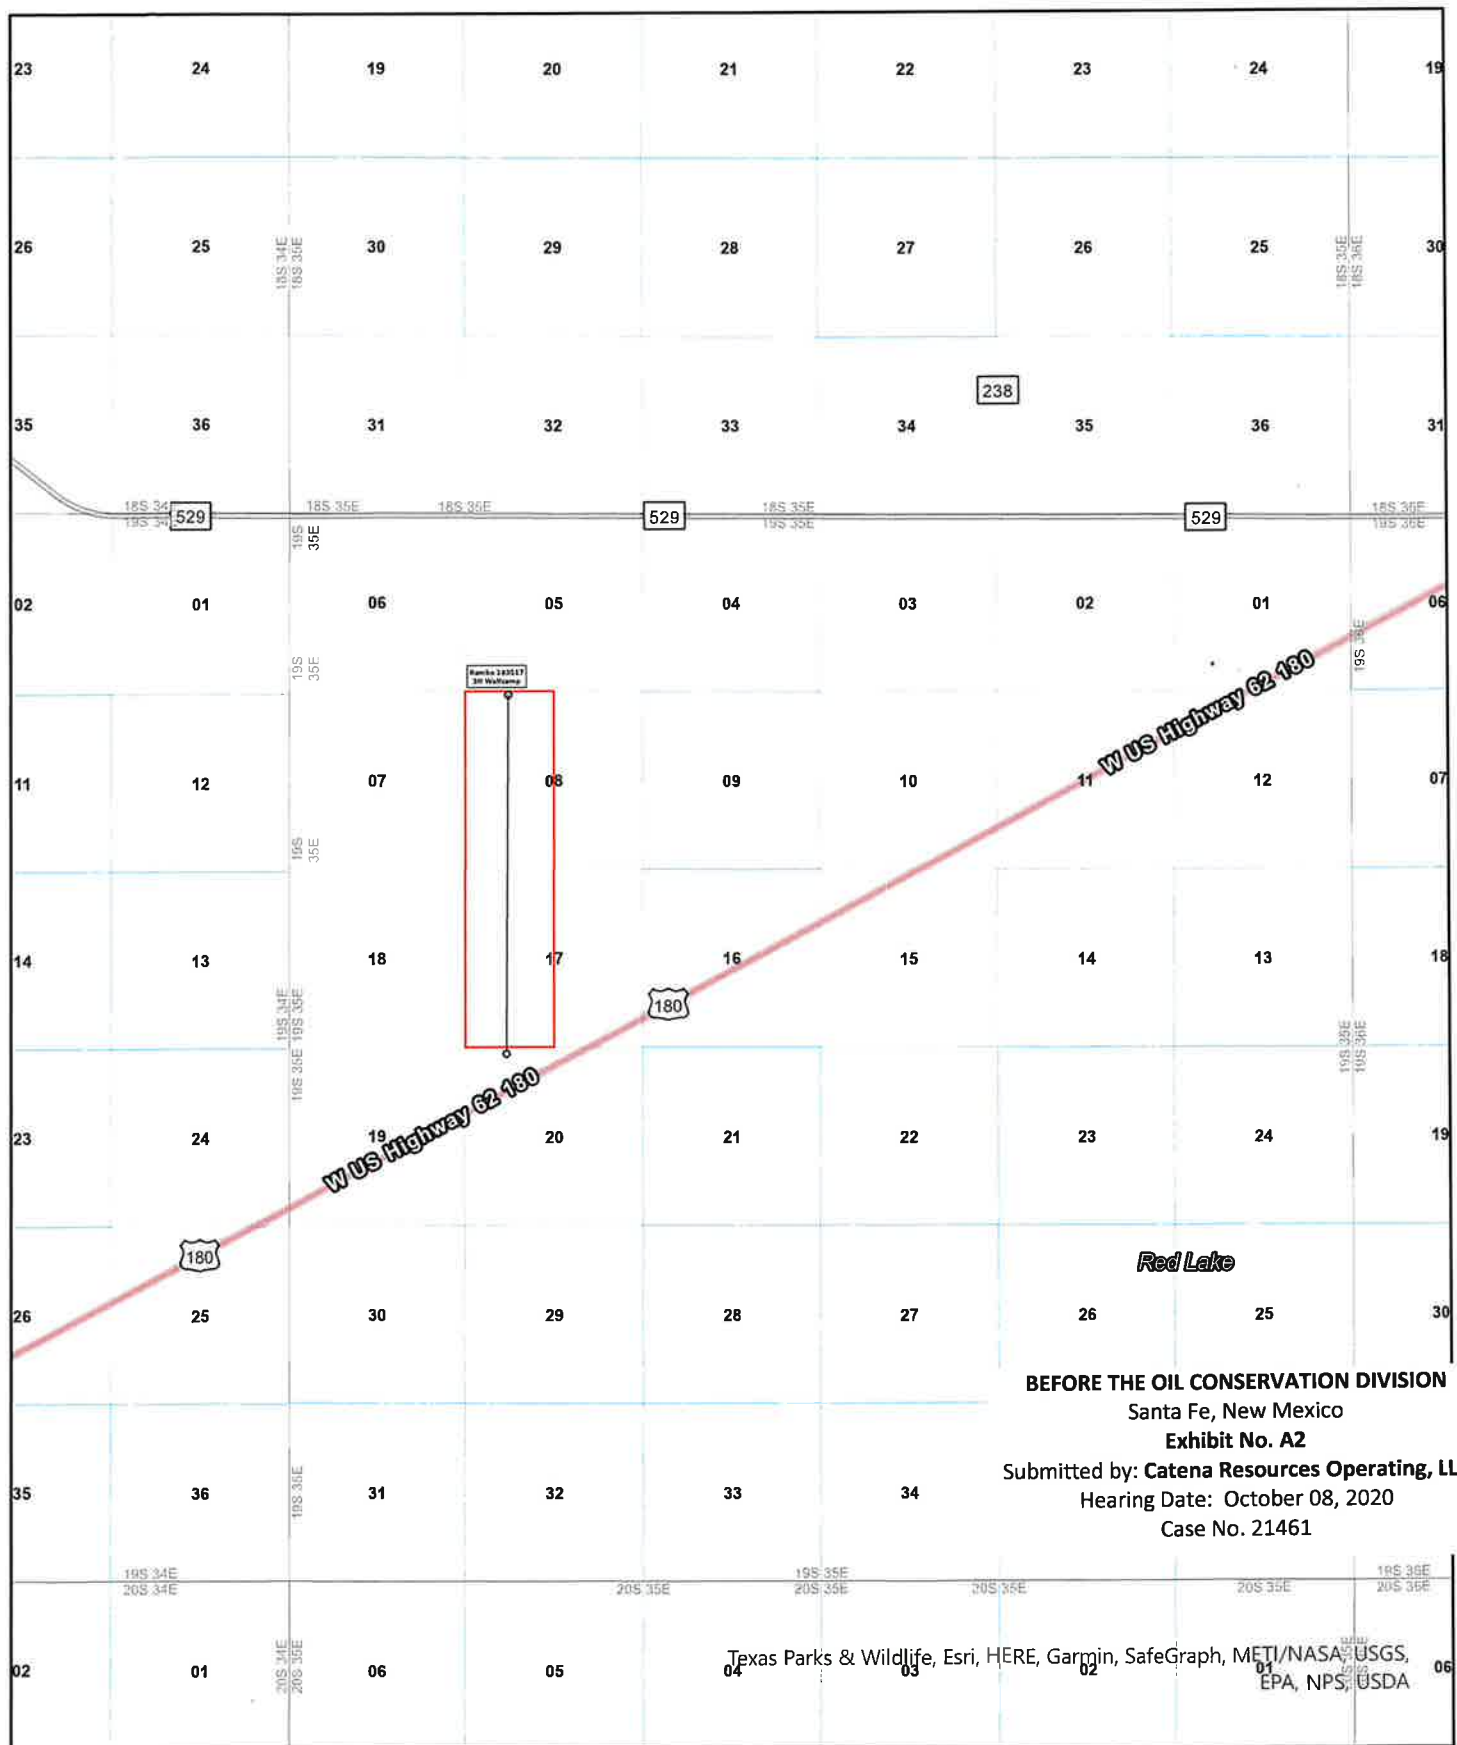 23 24 19 20 21 22 23 24 19
26 25 30 29 28 27 26 25 30
18S 34E
18S 35E
18S 35E
18S 36E
238
35 36 31 32 33 34 35 36 31
18S 34 18S 35E 18S 35E 18S 35E 18S 36E
529 529 529
19S 34 19S 35E 19S 36E
19S
35E
02 01 06 05 04 03 02 01 06
19S
35E
19S 36E
W US Highway 62 180
11 12 07 08 09 10 11 12 07
19S
35E
14 13 18 17 16 15 14 13 18
180
19S 34E
19S 35E
19S 35E
19S 35E
19S 36E
W US Highway 62 180
23 24 19 20 21 22 23 24 19
180
Red Lake
26 25 30 29 28 27 26 25 30
BEFORE THE OIL CONSERVATION DIVISION
Santa Fe, New Mexico
Exhibit No. A2
Submitted by: Catena Resources Operating, LL
Hearing Date: October 08, 2020
Case No. 21461
35 36 31 32 33 34
19S 35E
19S 34E 19S 35E 19S 36E
20S 34E 20S 35E 20S 35E 20S 35E 20S 35E 20S 36E
20S 34E
20S 35E
02 01 06 05 04 03 02 01 06
Texas Parks & Wildlife, Esri, HERE, Garmin, SafeGraph, METI/NASA, USGS,
EPA, NPS, USDA